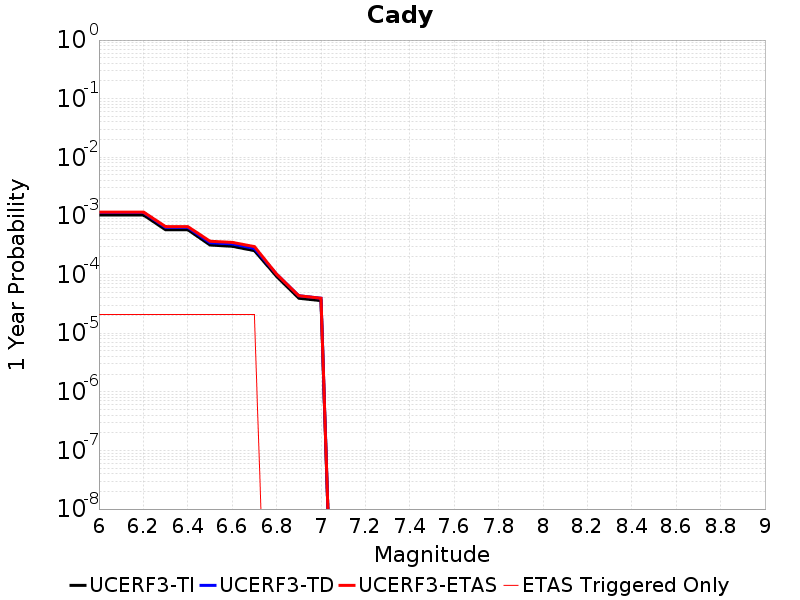 Cady
10^0
10^-1
10^-2
10^-3
10^-4
10^-5
10^-6
10^-7
10^-8
1 Year Probability
6 6.2 6.4 6.6 6.8 7 7.2 7.4 7.6 7.8 8 8.2 8.4 8.6 8.8 9
Magnitude
UCERF3-TI UCERF3-TD UCERF3-ETAS ETAS Triggered Only